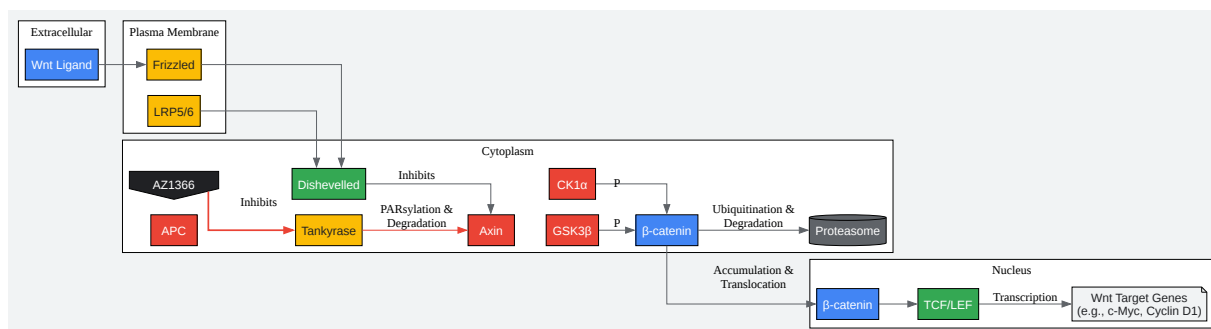 Extracellular
Plasma Membrane
Wnt Ligand
Frizzled
LRP5/6
Cytoplasm
AZ1366
Inhibits
Dishevelled
Inhibits
CK1α
P
APC
Tankyrase
PARsylation &
Degradation
Axin
GSK3β
P
β-catenin
Ubiquitination &
Degradation
Proteasome
Accumulation &
Translocation
Nucleus
β-catenin
TCF/LEF
Transcription
Wnt Target Genes
(e.g., c-Myc, Cyclin D1)